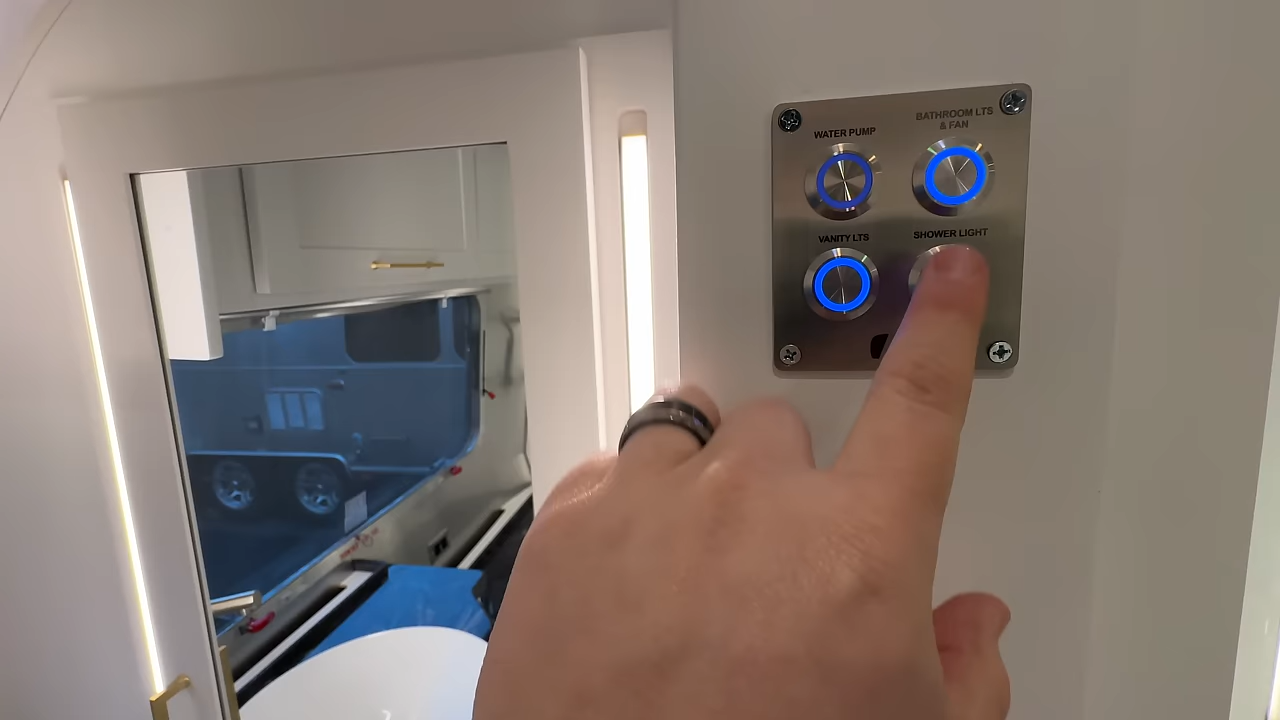 WATER PUMP
BATHROOM LTS
& FAN
VANITY LTS
SHOWER LIGHT